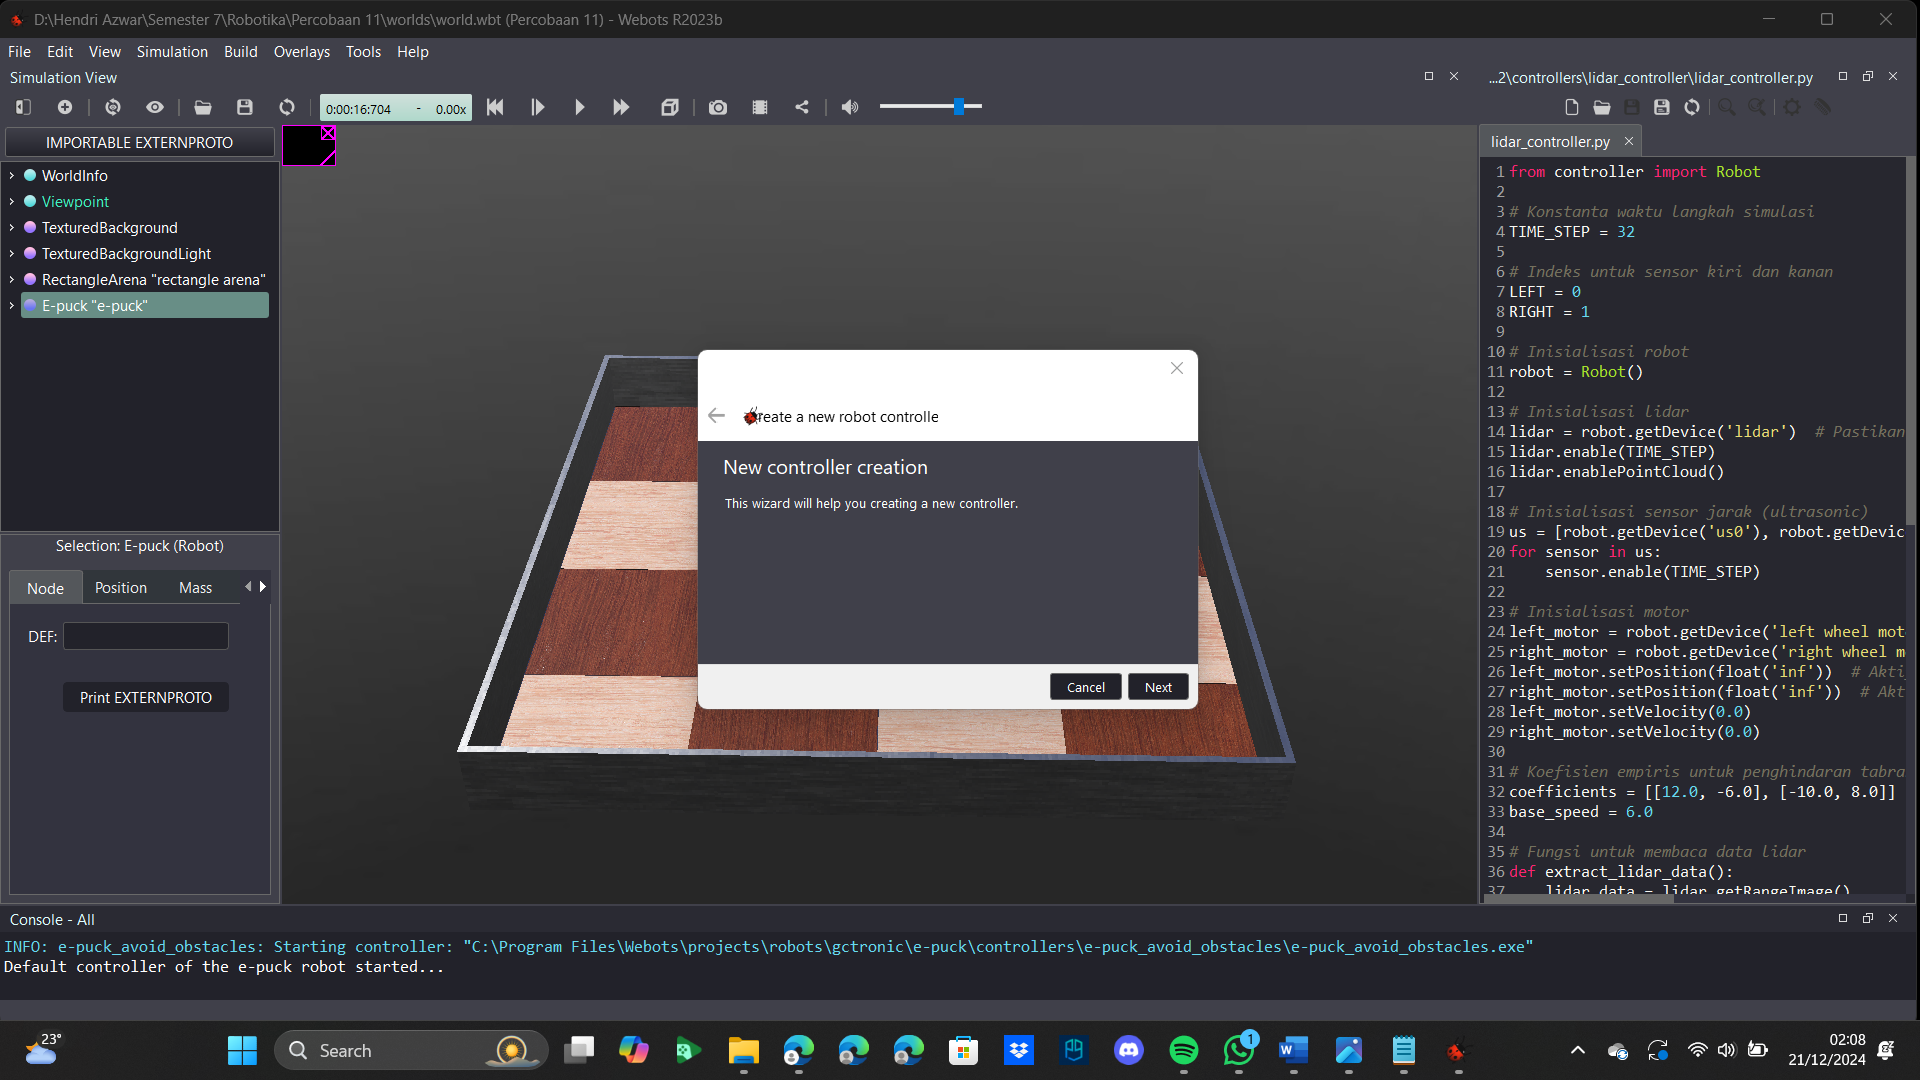 D:\Hendri Azwar\Semester 7\Robotika\Percobaan 11\worlds\world.wbt (Percobaan 11) - Webots R2023b
File Edit View Simulation Build Overlays Tools Help
Simulation View
...2\controllers\lidar_controller\lidar_controller.py
0:00:16:704 - 0.00x
IMPORTABLE EXTERNPROTO
WorldInfo
Viewpoint
TexturedBackground
TexturedBackgroundLight
RectangleArena "rectangle arena"
E-puck "e-puck"
Selection: E-puck (Robot)
Node Position Mass
DEF:
Print EXTERNPROTO
reate a new robot controlle
New controller creation
This wizard will help you creating a new controller.
Cancel Next
lidar_controller.py
1 from controller import Robot
2
3 # Konstanta waktu langkah simulasi
4 TIME_STEP = 32
5
6 # Indeks untuk sensor kiri dan kanan
7 LEFT = 0
8 RIGHT = 1
9
10 # Inisialisasi robot
11 robot = Robot()
12
13 # Inisialisasi lidar
14 lidar = robot.getDevice('lidar')  # Pastikan
15 lidar.enable(TIME_STEP)
16 lidar.enablePointCloud()
17
18 # Inisialisasi sensor jarak (ultrasonic)
19 us = [robot.getDevice('us0'), robot.getDevic
20 for sensor in us:
21     sensor.enable(TIME_STEP)
22
23 # Inisialisasi motor
24 left_motor = robot.getDevice('left wheel mot
25 right_motor = robot.getDevice('right wheel m
26 left_motor.setPosition(float('inf'))  # Akti
27 right_motor.setPosition(float('inf'))  # Akt
28 left_motor.setVelocity(0.0)
29 right_motor.setVelocity(0.0)
30
31 # Koefisien empiris untuk penghindaran tabra
32 coefficients = [[12.0, -6.0], [-10.0, 8.0]]
33 base_speed = 6.0
34
35 # Fungsi untuk membaca data lidar
36 def extract_lidar_data():
37     lidar_data = lidar.getRangeImage()
Console - All
INFO: e-puck_avoid_obstacles: Starting controller: "C:\Program Files\Webots\projects\robots\gctronic\e-puck\controllers\e-puck_avoid_obstacles\e-puck_avoid_obstacles.exe"
Default controller of the e-puck robot started...
23°
Search
1
02:08
21/12/2024